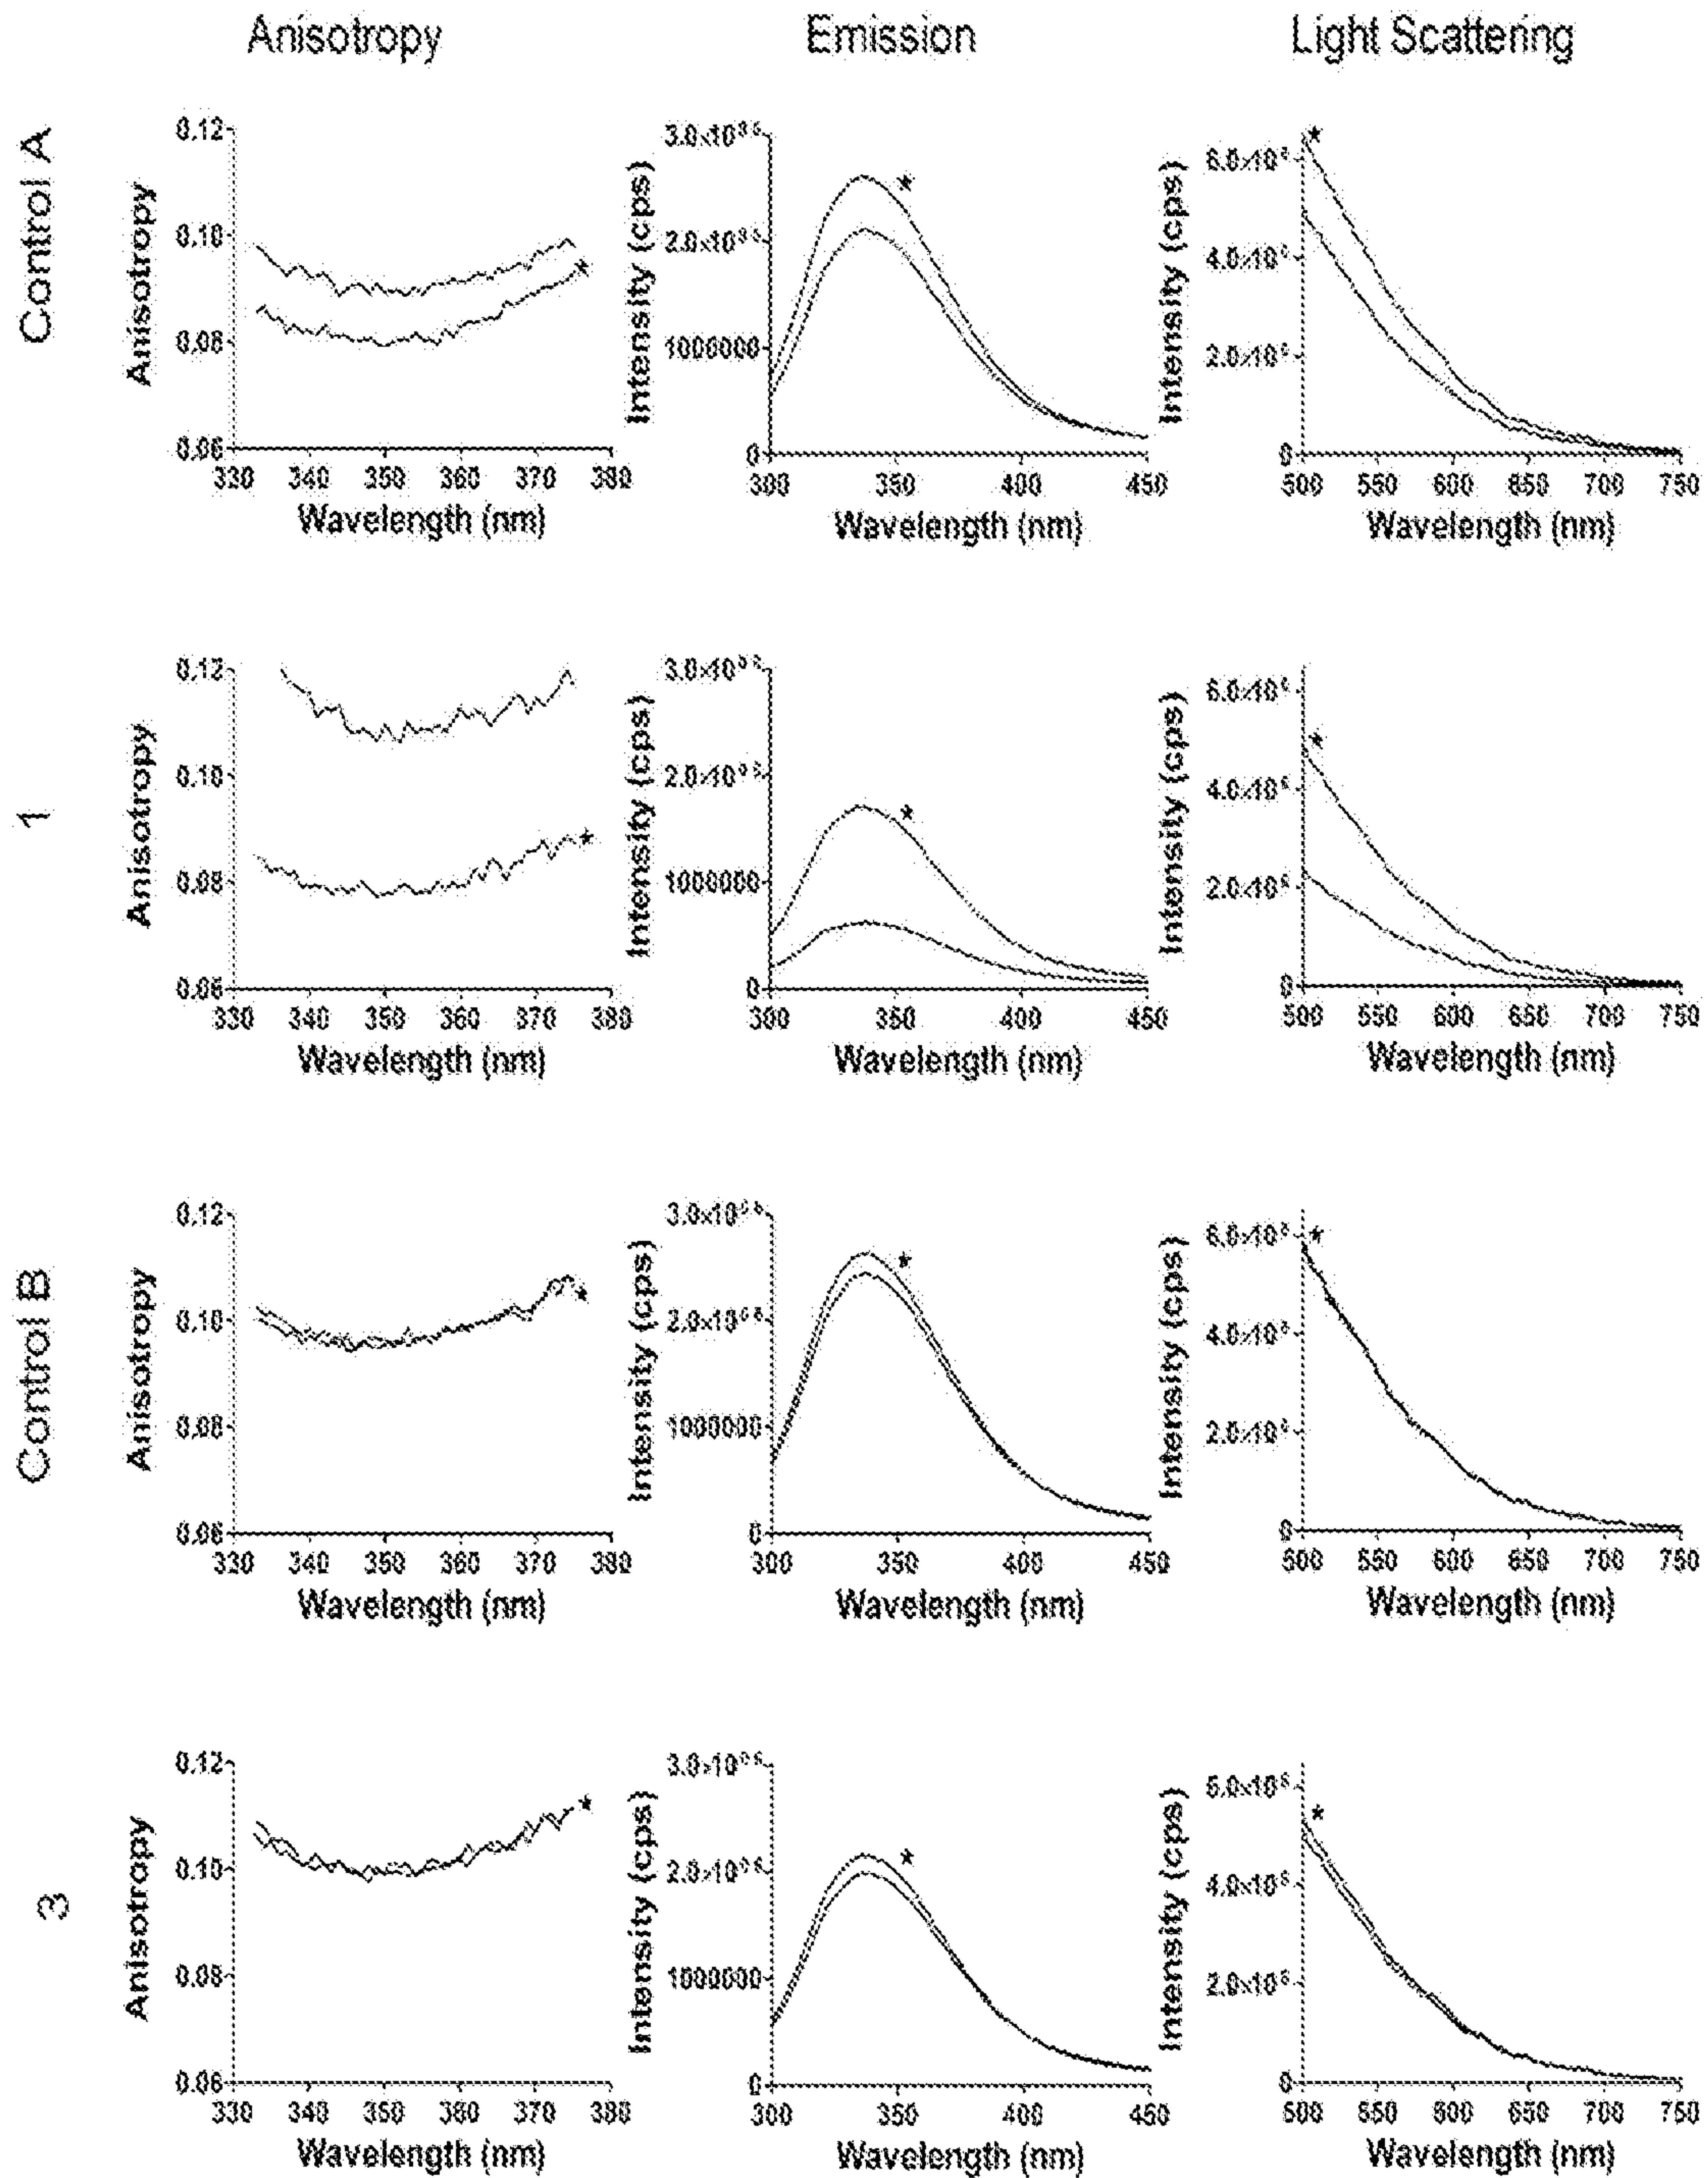 Anisotropy Emission Light Scattering
Control A
Anisotropy
0.12
0.10
0.08
0.06
330 340 350 360 370 380
Wavelength (nm)
Intensity (cps)
1000000
0
300 350 400 450
Wavelength (nm)
*
Intensity (cps)
0
500 550 600 650 700 750
Wavelength (nm)
*
1
Anisotropy
0.12
0.10
0.08
0.06
*
330 340 350 360 370 380
Wavelength (nm)
Intensity (cps)
1000000
0
*
300 350 400 450
Wavelength (nm)
Intensity (cps)
0
*
500 550 600 650 700 750
Wavelength (nm)
Control B
Anisotropy
0.12
0.10
0.08
0.06
*
330 340 350 360 370 380
Wavelength (nm)
Intensity (cps)
1000000
0
*
300 350 400 450
Wavelength (nm)
Intensity (cps)
0
*
500 550 600 650 700 750
Wavelength (nm)
3
Anisotropy
0.12
0.10
0.08
0.06
*
330 340 350 360 370 380
Wavelength (nm)
Intensity (cps)
1000000
0
*
300 350 400 450
Wavelength (nm)
Intensity (cps)
0
*
500 550 600 650 700 750
Wavelength (nm)